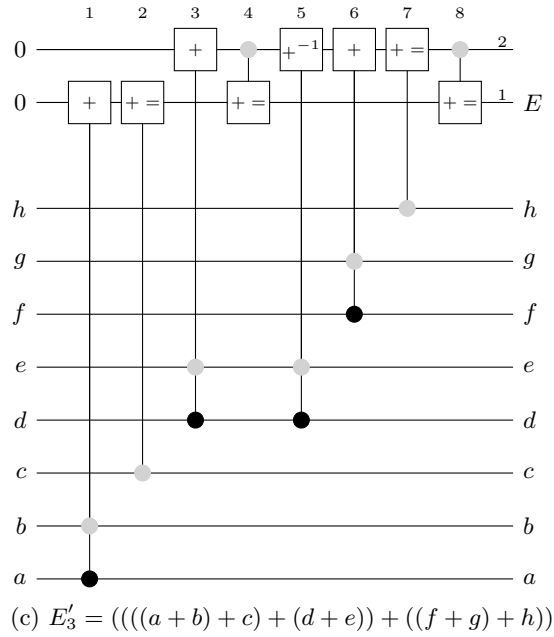 1 2 3 4 5 6 7 8
0 + +⁻¹ + += 2
0 + += += += 1 E
h h
g g
f f
e e
d d
c c
b b
a a
(c) E′₃ = ((((a + b) + c) + (d + e)) + ((f + g) + h))